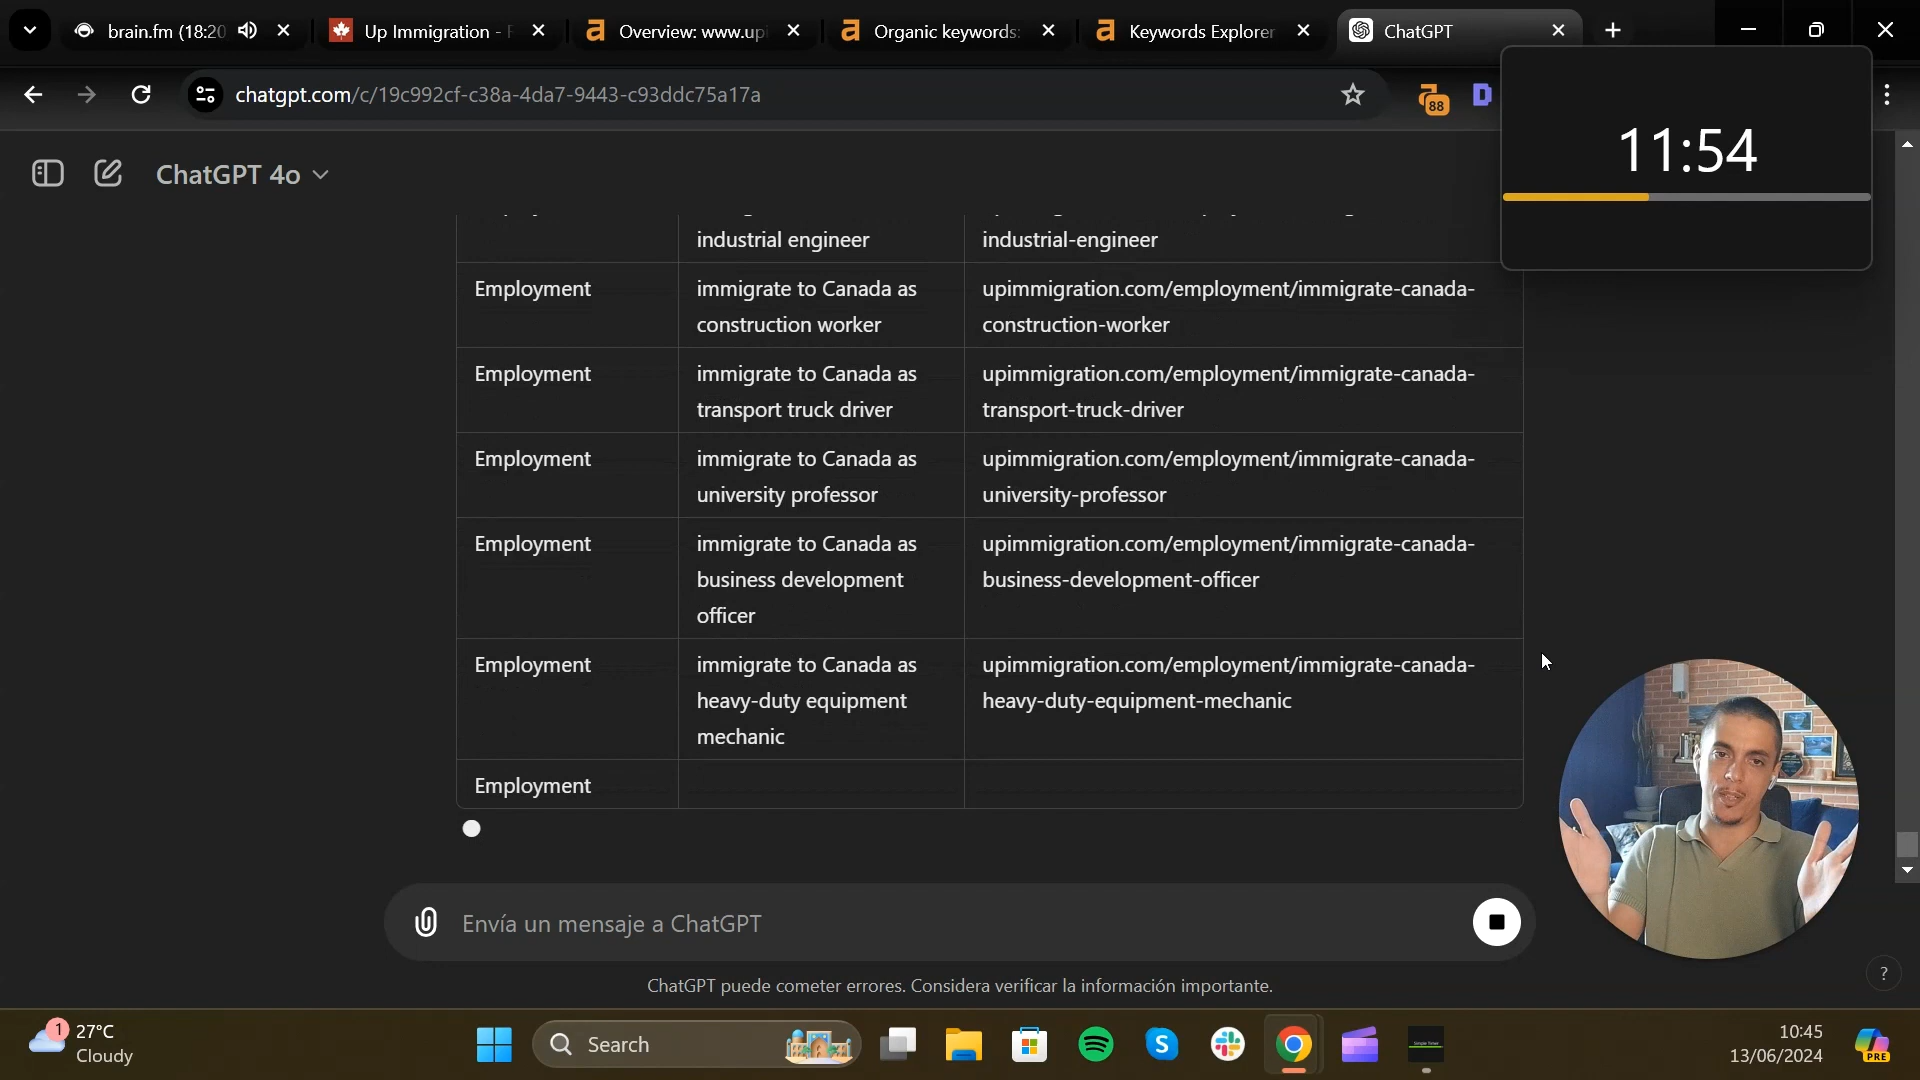 brain.fm (18:20
Up Immigration -
Overview: www.upi
Organic keywords:
Keywords Explorer
ChatGPT
chatgpt.com/c/19c992cf-c38a-4da7-9443-c93ddc75a17a
88
11:54
ChatGPT 4o
industrial engineer
industrial-engineer
Employment
immigrate to Canada as
construction worker
upimmigration.com/employment/immigrate-canada-
construction-worker
Employment
immigrate to Canada as
transport truck driver
upimmigration.com/employment/immigrate-canada-
transport-truck-driver
Employment
immigrate to Canada as
university professor
upimmigration.com/employment/immigrate-canada-
university-professor
Employment
immigrate to Canada as
business development
officer
upimmigration.com/employment/immigrate-canada-
business-development-officer
Employment
immigrate to Canada as
heavy-duty equipment
mechanic
upimmigration.com/employment/immigrate-canada-
heavy-duty-equipment-mechanic
Employment
Envía un mensaje a ChatGPT
ChatGPT puede cometer errores. Considera verificar la información importante.
?
1
27°C
Cloudy
Search
Simple Timer
10:45
13/06/2024
PRE